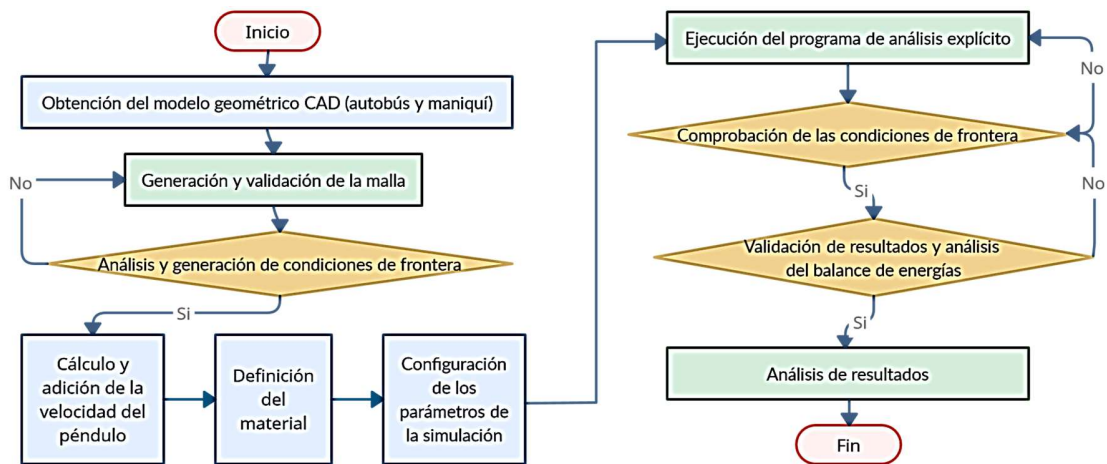 Inicio
Obtención del modelo geométrico CAD (autobús y maniquí)
Generación y validación de la malla
No
Análisis y generación de condiciones de frontera
Si
Cálculo y
adición de la
velocidad del
péndulo
Definición
del
material
Configuración
de los
parámetros de
la simulación
Ejecución del programa de análisis explícito
No
Comprobación de las condiciones de frontera
No
Si
Validación de resultados y análisis
del balance de energías
Si
Análisis de resultados
Fin